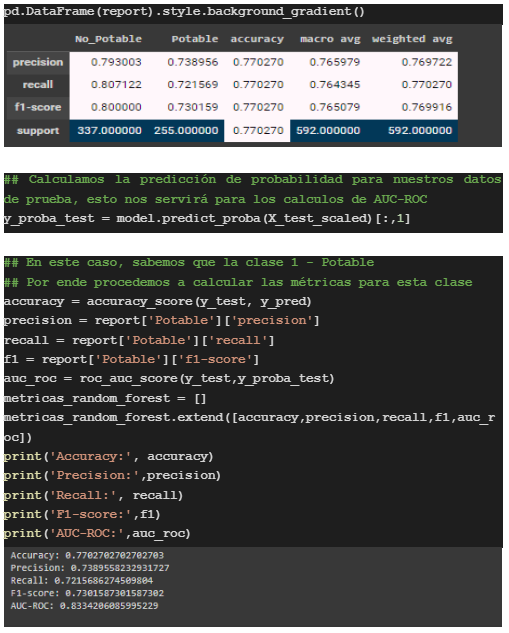 pd.DataFrame(report).style.background_gradient()
No_Potable Potable accuracy macro avg weighted avg
precision 0.793003 0.738956 0.770270 0.765979 0.769722
recall 0.807122 0.721569 0.770270 0.764345 0.770270
f1-score 0.800000 0.730159 0.770270 0.765079 0.769916
support 337.000000 255.000000 0.770270 592.000000 592.000000
## Calculamos la predicción de probabilidad para nuestros datos
de prueba, esto nos servirá para los calculos de AUC-ROC
y_proba_test = model.predict_proba(X_test_scaled)[:,1]
## En este caso, sabemos que la clase 1 - Potable
## Por ende procedemos a calcular las métricas para esta clase
accuracy = accuracy_score(y_test, y_pred)
precision = report['Potable']['precision']
recall = report['Potable']['recall']
f1 = report['Potable']['f1-score']
auc_roc = roc_auc_score(y_test,y_proba_test)
metricas_random_forest = []
metricas_random_forest.extend([accuracy,precision,recall,f1,auc_r
oc])
print('Accuracy:', accuracy)
print('Precision:',precision)
print('Recall:', recall)
print('F1-score:',f1)
print('AUC-ROC:',auc_roc)
Accuracy: 0.7702702702702703
Precision: 0.7389558232931727
Recall: 0.7215686274509804
F1-score: 0.7301587301587302
AUC-ROC: 0.8334206085995229